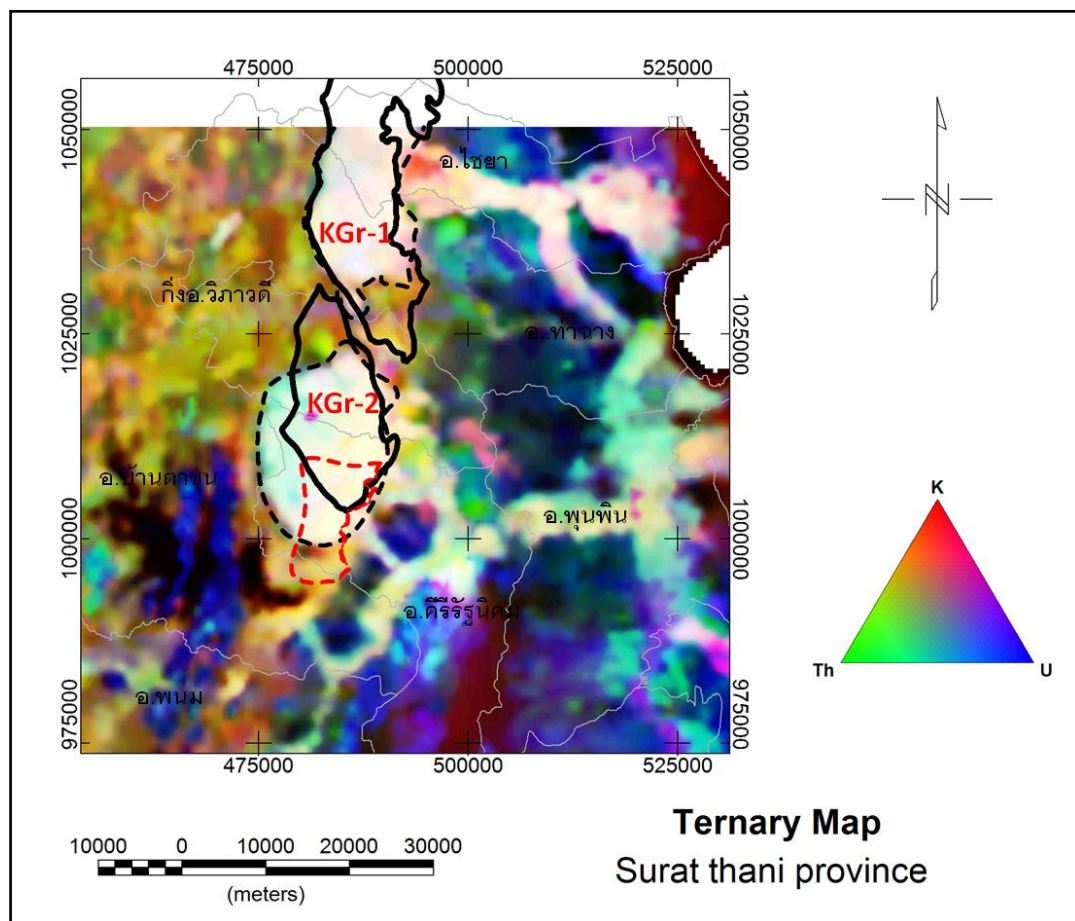 475000 500000 525000
1050000 1050000
อ.ไชยา
KGr-1
N
กิ่งอ.วิภาวดี
1025000 1025000
อ..ท่าฉาง
KGr-2
อ.บ้านตาขุน
K
1000000 1000000
อ.พุนพิน
อ.คีรีรัฐนิคม
Th U
อ.พนม
975000 975000
475000 500000 525000
Ternary Map
Surat thani province
10000 0 10000 20000 30000
(meters)